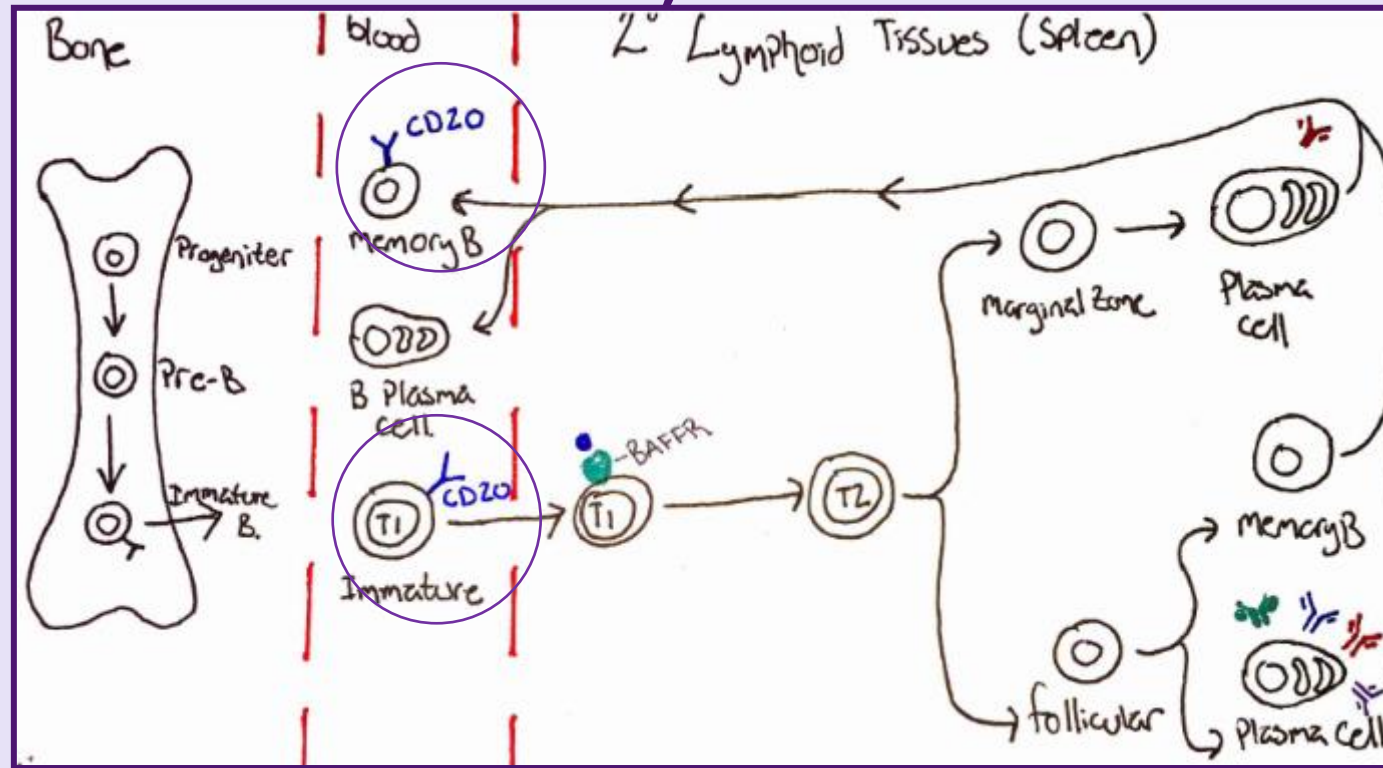 Bone
blood
2° Lymphoid Tissues (Spleen)
CD20
memory B
Progeniter
Pre-B
Immature
B.
B Plasma
cell
CD20
T1
Immature
BAFFR
T1
T2
marginal zone
Plasma
cell
memory B
follicular
Plasma cell